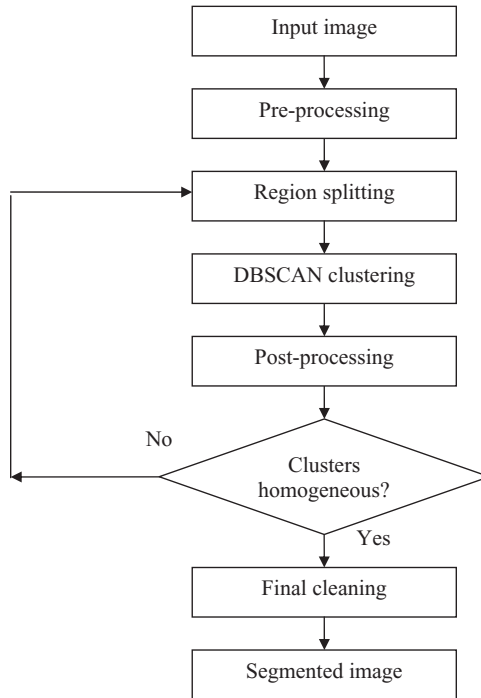 Input image
Pre-processing
Region splitting
DBSCAN clustering
Post-processing
No
Clusters
homogeneous?
Yes
Final cleaning
Segmented image